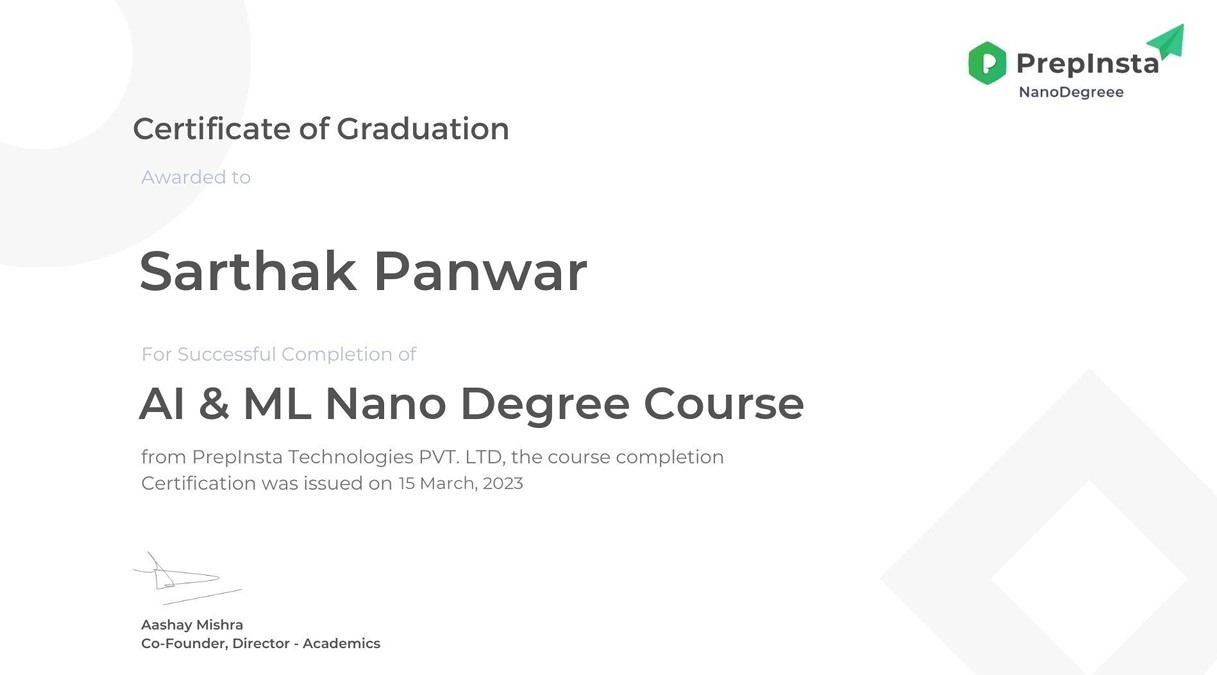 PrepInsta
NanoDegreee
Certificate of Graduation
Awarded to
Sarthak Panwar
For Successful Completion of
AI & ML Nano Degree Course
from PrepInsta Technologies PVT. LTD, the course completion
Certification was issued on 15 March, 2023
Aashay Mishra
Co-Founder, Director - Academics